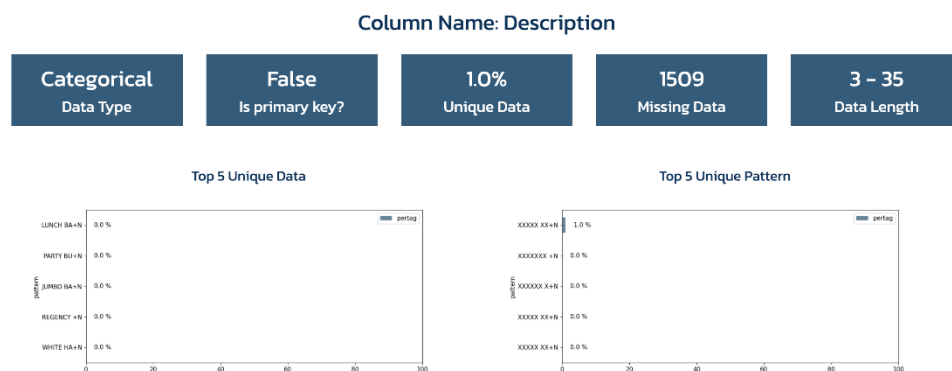 Column Name: Description
Categorical
Data Type
False
Is primary key?
1.0%
Unique Data
1509
Missing Data
3 - 35
Data Length
Top 5 Unique Data
pertag
LUNCH BA+N 0.0 %
PARTY BU+N 0.0 %
JUMBO BA+N 0.0 %
REGENCY +N 0.0 %
WHITE HA+N 0.0 %
pattern
0 20 40 60 80 100
Top 5 Unique Pattern
pertag
XXXXX XX+N 1.0 %
XXXXXXX +N 0.0 %
XXXXXX X+N 0.0 %
XXXXX XX+N 0.0 %
XXXXX XX+N 0.0 %
pattern
0 20 40 60 80 100